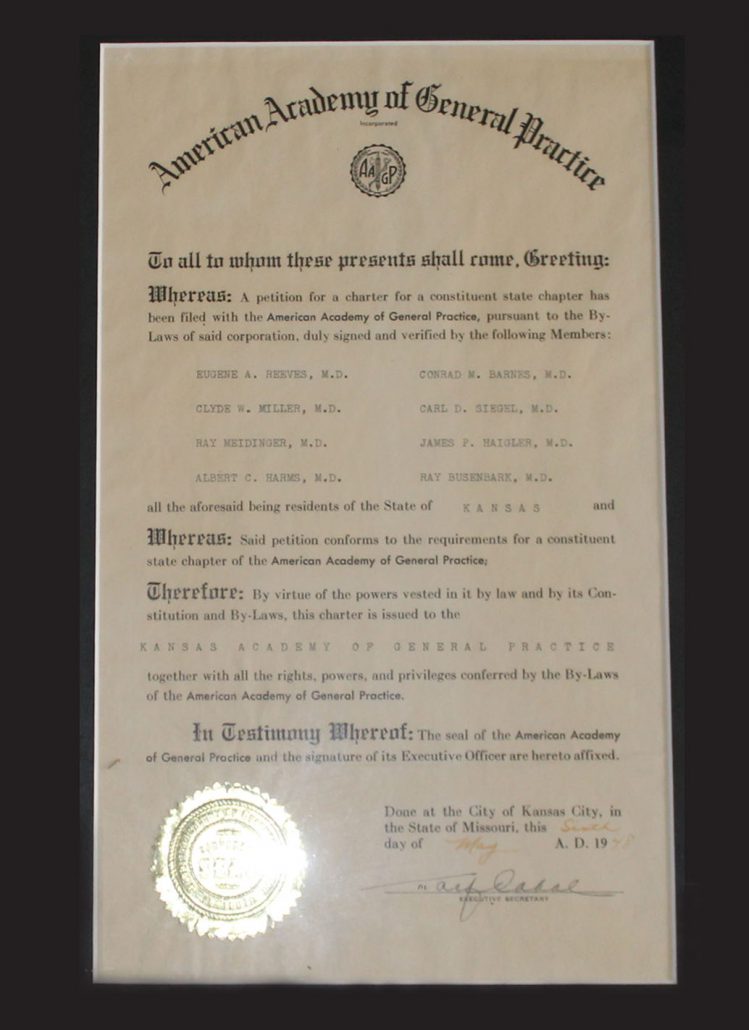 American Academy of General Practice
Incorporated
AAGP
To all to whom these presents shall come, Greeting:
Whereas: A petition for a charter for a constituent state chapter has
been filed with the American Academy of General Practice, pursuant to the By-
Laws of said corporation, duly signed and verified by the following Members:
EUGENE A. REEVES, M.D. CONRAD M. BARNES, M.D.
CLYDE W. MILLER, M.D. CARL D. SIEGEL, M.D.
RAY MEIDINGER, M.D. JAMES P. HAIGLER, M.D.
ALBERT C. HARMS, M.D. RAY BUSENBARK, M.D.
all the aforesaid being residents of the State of KANSAS and
Whereas: Said petition conforms to the requirements for a constituent
state chapter of the American Academy of General Practice;
Therefore: By virtue of the powers vested in it by law and by its Con-
stitution and By-Laws, this charter is issued to the
KANSAS ACADEMY OF GENERAL PRACTICE
together with all the rights, powers, and privileges conferred by the By-Laws
of the American Academy of General Practice.
In Testimony Whereof: The seal of the American Academy
of General Practice and the signature of its Executive Officer are hereto affixed.
Done at the City of Kansas City, in
the State of Missouri, this Sixth
day of May A. D. 1948
EXECUTIVE SECRETARY